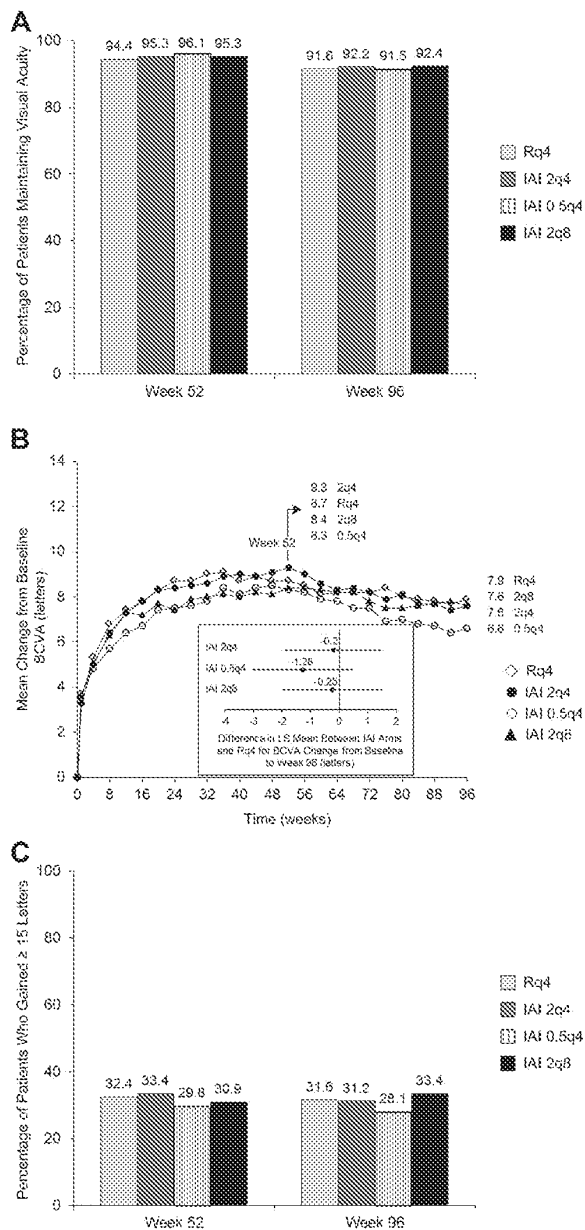 A
Percentage of Patients Maintaining Visual Acuity
100
80
60
40
20
0
94.4 95.3 96.1 95.3
91.6 92.2 91.5 92.4
Week 52 Week 96
Rq4
IAI 2q4
IAI 0.5q4
IAI 2q8
B
Mean Change from Baseline
BCVA (letters)
14
12
10
8
6
4
2
0
9.3 2q4
8.7 Rq4
8.4 2q8
8.3 0.5q4
Week 52
7.9 Rq4
7.6 2q8
7.6 2q4
6.6 0.5q4
IAI 2q4 -0.2
IAI 0.5q4 -1.28
IAI 2q8 -0.25
-4 -3 -2 -1 0 1 2
Difference in LS Mean Between IAI Arms
and Rq4 for BCVA Change from Baseline
to Week 96 (letters)
0 8 16 24 32 40 48 56 64 72 80 88 96
Time (weeks)
Rq4
IAI 2q4
IAI 0.5q4
IAI 2q8
C
Percentage of Patients Who Gained ≥ 15 Letters
100
80
60
40
20
0
32.4 33.4 29.8 30.9
31.6 31.2 28.1 33.4
Week 52 Week 96
Rq4
IAI 2q4
IAI 0.5q4
IAI 2q8